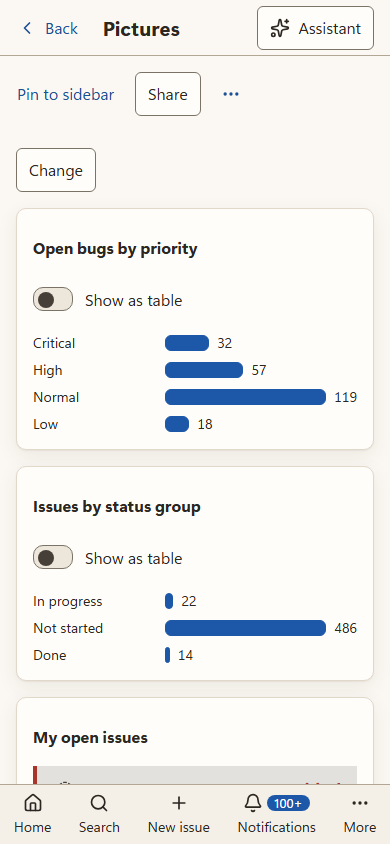 Back
Pictures
Assistant
Pin to sidebar
Share
Change
Open bugs by priority
Show as table
Critical 32
High 57
Normal 119
Low 18
Issues by status group
Show as table
In progress 22
Not started 486
Done 14
My open issues
Home
Search
New issue
100+
Notifications
More